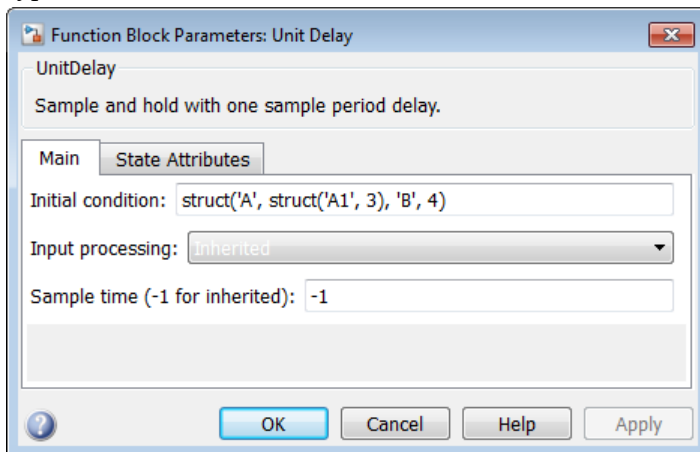 Function Block Parameters: Unit Delay
UnitDelay
Sample and hold with one sample period delay.
Main State Attributes
Initial condition: struct('A', struct('A1', 3), 'B', 4)
Input processing: Inherited
Sample time (-1 for inherited): -1
OK Cancel Help Apply